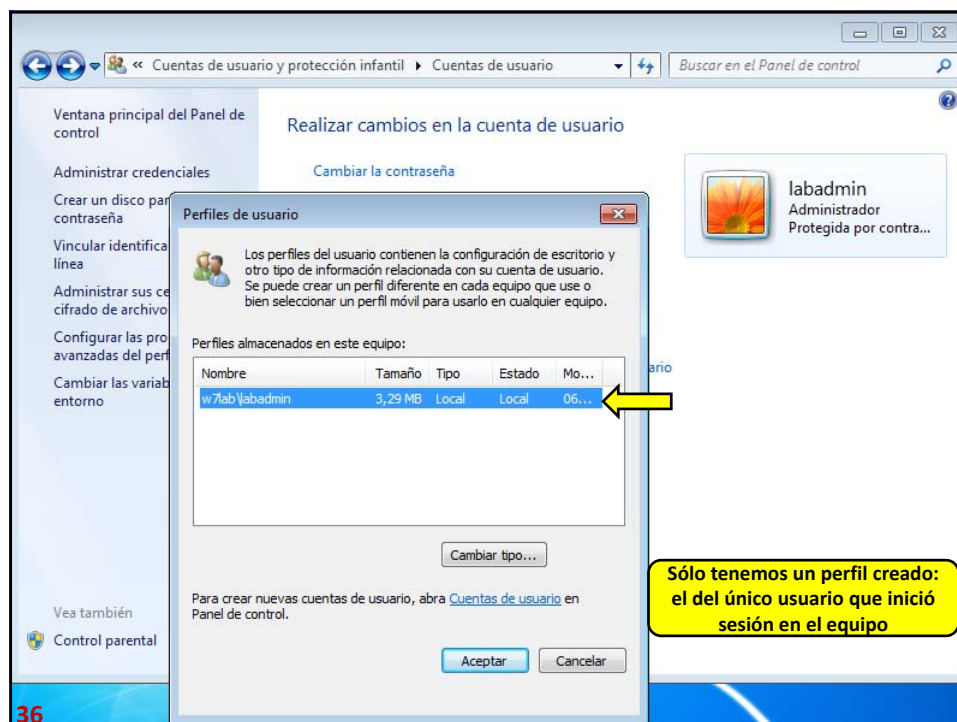 « Cuentas de usuario y protección infantil ▸ Cuentas de usuario
Buscar en el Panel de control
Ventana principal del Panel de
control
Administrar credenciales
Crear un disco par
contraseña
Vincular identifica
línea
Administrar sus ce
cifrado de archivo
Configurar las pro
avanzadas del perf
Cambiar las variab
entorno
Vea también
Control parental
Realizar cambios en la cuenta de usuario
Cambiar la contraseña
labadmin
Administrador
Protegida por contra...
ario
Perfiles de usuario
Los perfiles del usuario contienen la configuración de escritorio y
otro tipo de información relacionada con su cuenta de usuario.
Se puede crear un perfil diferente en cada equipo que use o
bien seleccionar un perfil móvil para usarlo en cualquier equipo.
Perfiles almacenados en este equipo:
Nombre Tamaño Tipo Estado Mo...
w7lab\labadmin 3,29 MB Local Local 06...
Cambiar tipo...
Para crear nuevas cuentas de usuario, abra Cuentas de usuario en
Panel de control.
Aceptar Cancelar
Sólo tenemos un perfil creado:
el del único usuario que inició
sesión en el equipo
36